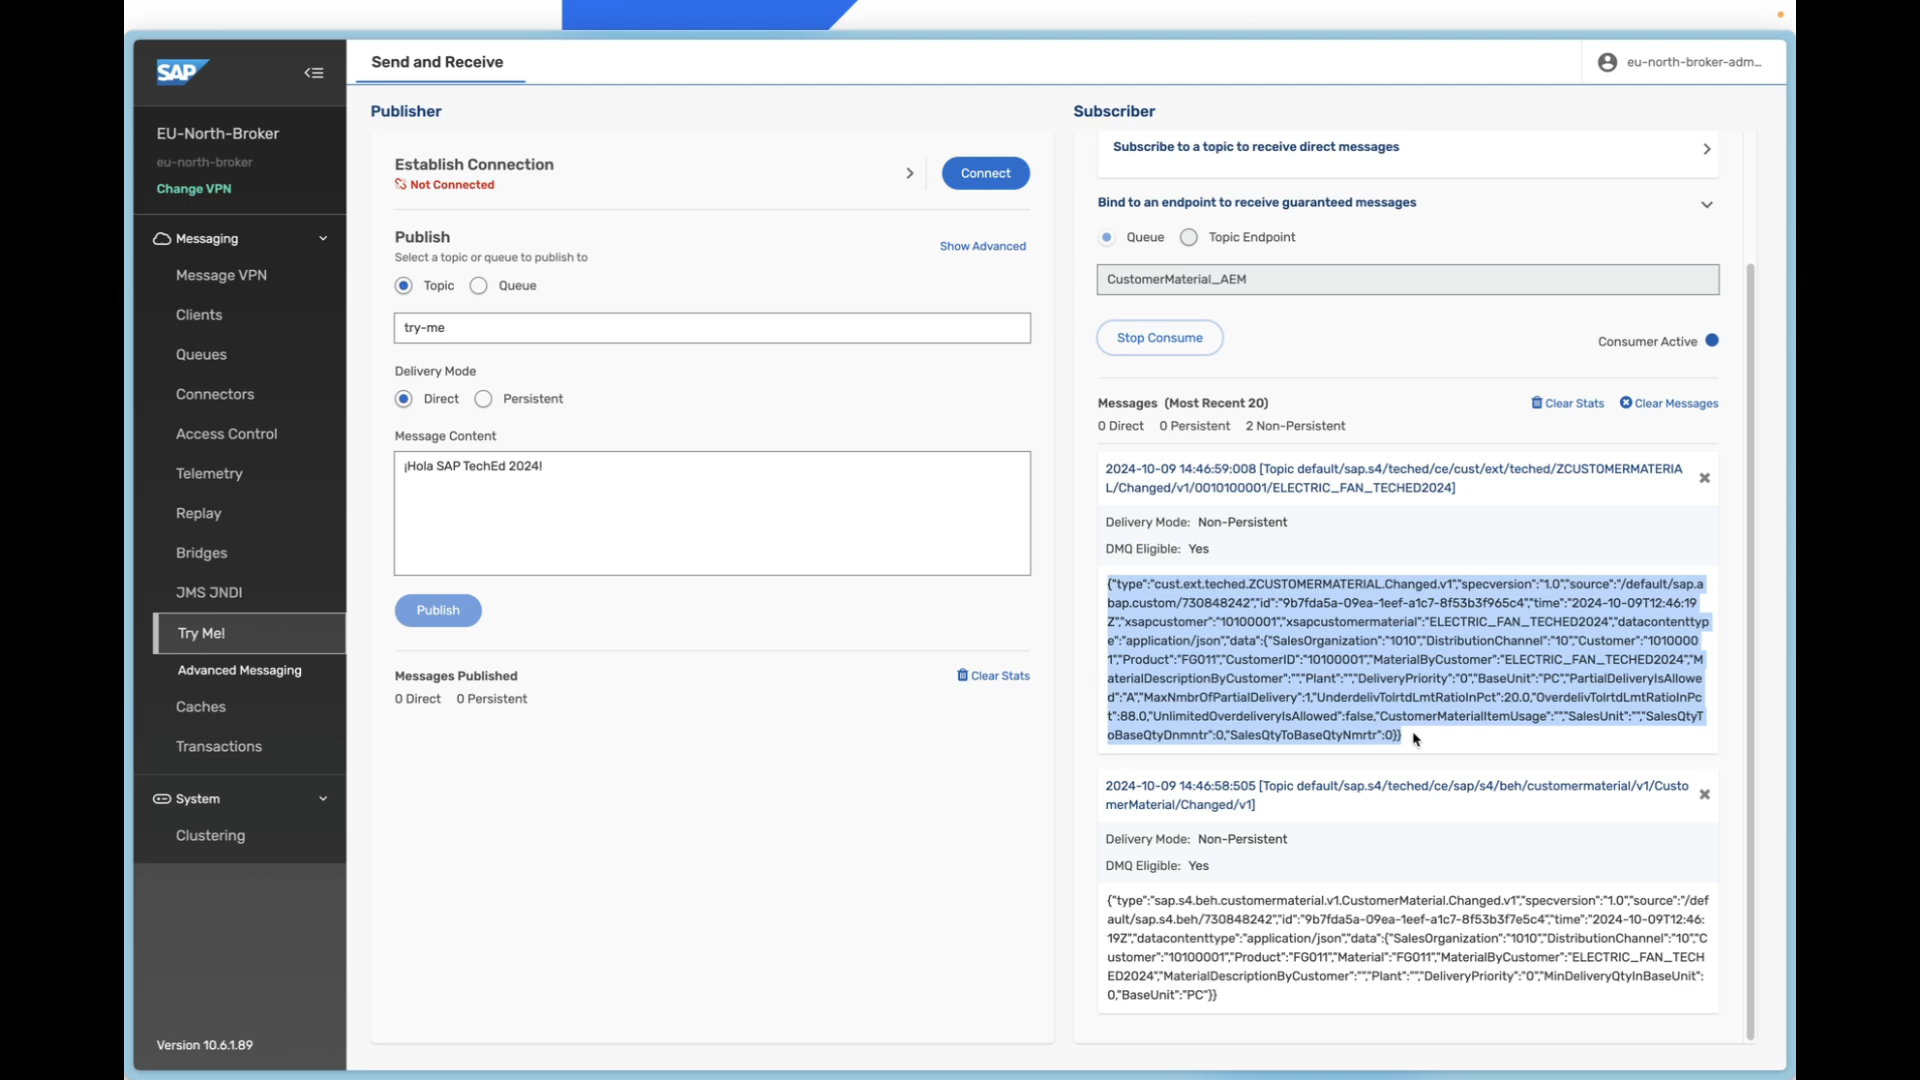 SAP
EU-North-Broker
eu-north-broker
Change VPN
Messaging
Message VPN
Clients
Queues
Connectors
Access Control
Telemetry
Replay
Bridges
JMS JNDI
Try Me!
Advanced Messaging
Caches
Transactions
System
Clustering
Version 10.6.1.89
Send and Receive
eu-north-broker-adm...
Publisher
Establish Connection
Not Connected
Connect
Publish
Select a topic or queue to publish to
Show Advanced
Topic
Queue
try-me
Delivery Mode
Direct
Persistent
Message Content
¡Hola SAP TechEd 2024!
Publish
Messages Published
Clear Stats
0 Direct 0 Persistent
Subscriber
Subscribe to a topic to receive direct messages
Bind to an endpoint to receive guaranteed messages
Queue
Topic Endpoint
CustomerMaterial_AEM
Stop Consume
Consumer Active
Messages (Most Recent 20)
Clear Stats
Clear Messages
0 Direct 0 Persistent 2 Non-Persistent
2024-10-09 14:46:59:008 [Topic default/sap.s4/teched/ce/cust/ext/teched/ZCUSTOMERMATERIA
L/Changed/v1/0010100001/ELECTRIC_FAN_TECHED2024]
Delivery Mode: Non-Persistent
DMQ Eligible: Yes
{"type":"cust.ext.teched.ZCUSTOMERMATERIAL.Changed.v1","specversion":"1.0","source":"/default/sap.a
bap.custom/730848242","id":"9b7fda5a-09ea-1eef-a1c7-8f53b3f965c4","time":"2024-10-09T12:46:19
Z","xsapcustomer":"10100001","xsapcustomermaterial":"ELECTRIC_FAN_TECHED2024","datacontenttyp
e":"application/json","data":{"SalesOrganization":"1010","DistributionChannel":"10","Customer":"1010000
1","Product":"FG011","CustomerID":"10100001","MaterialByCustomer":"ELECTRIC_FAN_TECHED2024","M
aterialDescriptionByCustomer":"","Plant":"","DeliveryPriority":"0","BaseUnit":"PC","PartialDeliveryIsAllowe
d":"A","MaxNmbrOfPartialDelivery":1,"UnderdelivTolrtdLmtRatioInPct":20.0,"OverdelivTolrtdLmtRatioInPc
t":88.0,"UnlimitedOverdeliveryIsAllowed":false,"CustomerMaterialItemUsage":"","SalesUnit":"","SalesQtyT
oBaseQtyDnmntr":0,"SalesQtyToBaseQtyNmrtr":0}}
2024-10-09 14:46:58:505 [Topic default/sap.s4/teched/ce/sap/s4/beh/customermaterial/v1/Custo
merMaterial/Changed/v1]
Delivery Mode: Non-Persistent
DMQ Eligible: Yes
{"type":"sap.s4.beh.customermaterial.v1.CustomerMaterial.Changed.v1","specversion":"1.0","source":"/def
ault/sap.s4.beh/730848242","id":"9b7fda5a-09ea-1eef-a1c7-8f53b3f7e5c4","time":"2024-10-09T12:46:
19Z","datacontenttype":"application/json","data":{"SalesOrganization":"1010","DistributionChannel":"10","C
ustomer":"10100001","Product":"FG011","Material":"FG011","MaterialByCustomer":"ELECTRIC_FAN_TECH
ED2024","MaterialDescriptionByCustomer":"","Plant":"","DeliveryPriority":"0","MinDeliveryQtyInBaseUnit":
0,"BaseUnit":"PC"}}